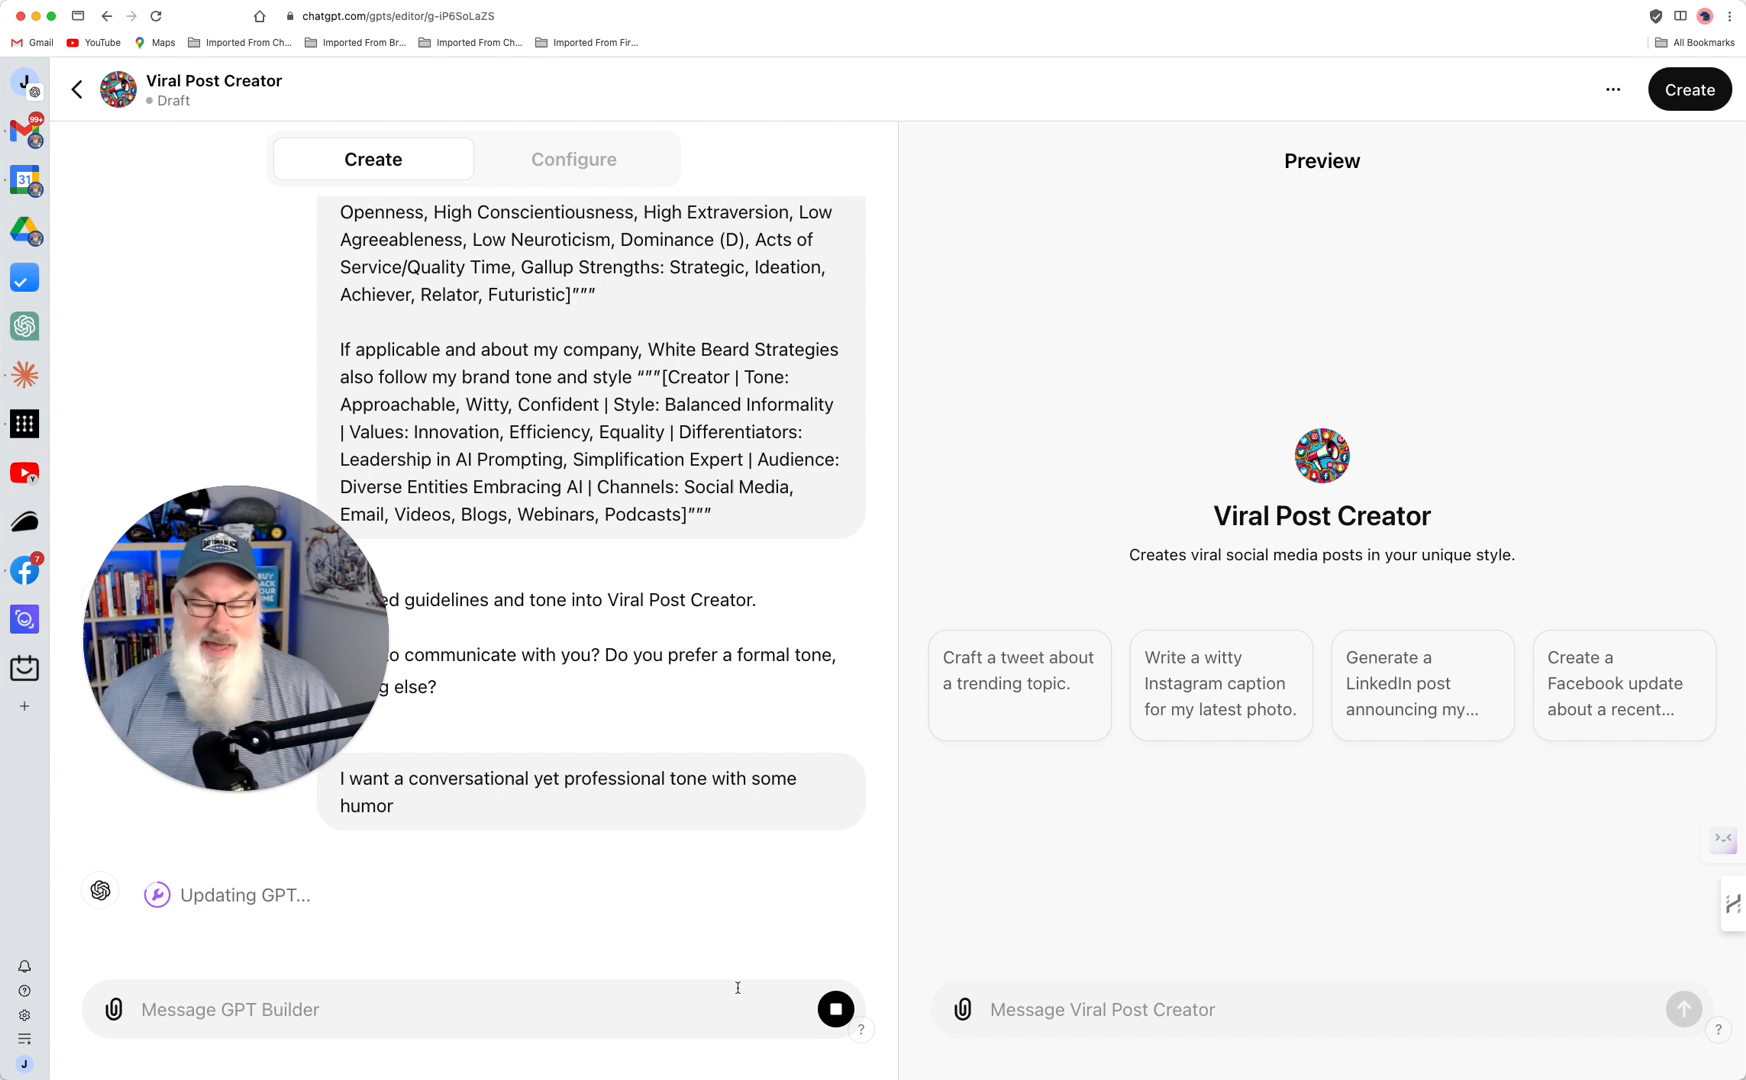 chatgpt.com/gpts/editor/g-iP6SoLaZS
Gmail
YouTube
Maps
Imported From Ch...
Imported From Br...
Imported From Ch...
Imported From Fir...
All Bookmarks
J
Viral Post Creator
Draft
Create
99+
31
7
J
Create
Configure
Openness, High Conscientiousness, High Extraversion, Low
Agreeableness, Low Neuroticism, Dominance (D), Acts of
Service/Quality Time, Gallup Strengths: Strategic, Ideation,
Achiever, Relator, Futuristic]”””
If applicable and about my company, White Beard Strategies
also follow my brand tone and style “””[Creator | Tone:
Approachable, Witty, Confident | Style: Balanced Informality
| Values: Innovation, Efficiency, Equality | Differentiators:
Leadership in AI Prompting, Simplification Expert | Audience:
Diverse Entities Embracing AI | Channels: Social Media,
Email, Videos, Blogs, Webinars, Podcasts]”””
ed guidelines and tone into Viral Post Creator.
o communicate with you? Do you prefer a formal tone,
g else?
I want a conversational yet professional tone with some
humor
Updating GPT...
Message GPT Builder
?
Preview
Viral Post Creator
Creates viral social media posts in your unique style.
Craft a tweet about
a trending topic.
Write a witty
Instagram caption
for my latest photo.
Generate a
LinkedIn post
announcing my...
Create a
Facebook update
about a recent...
Message Viral Post Creator
?